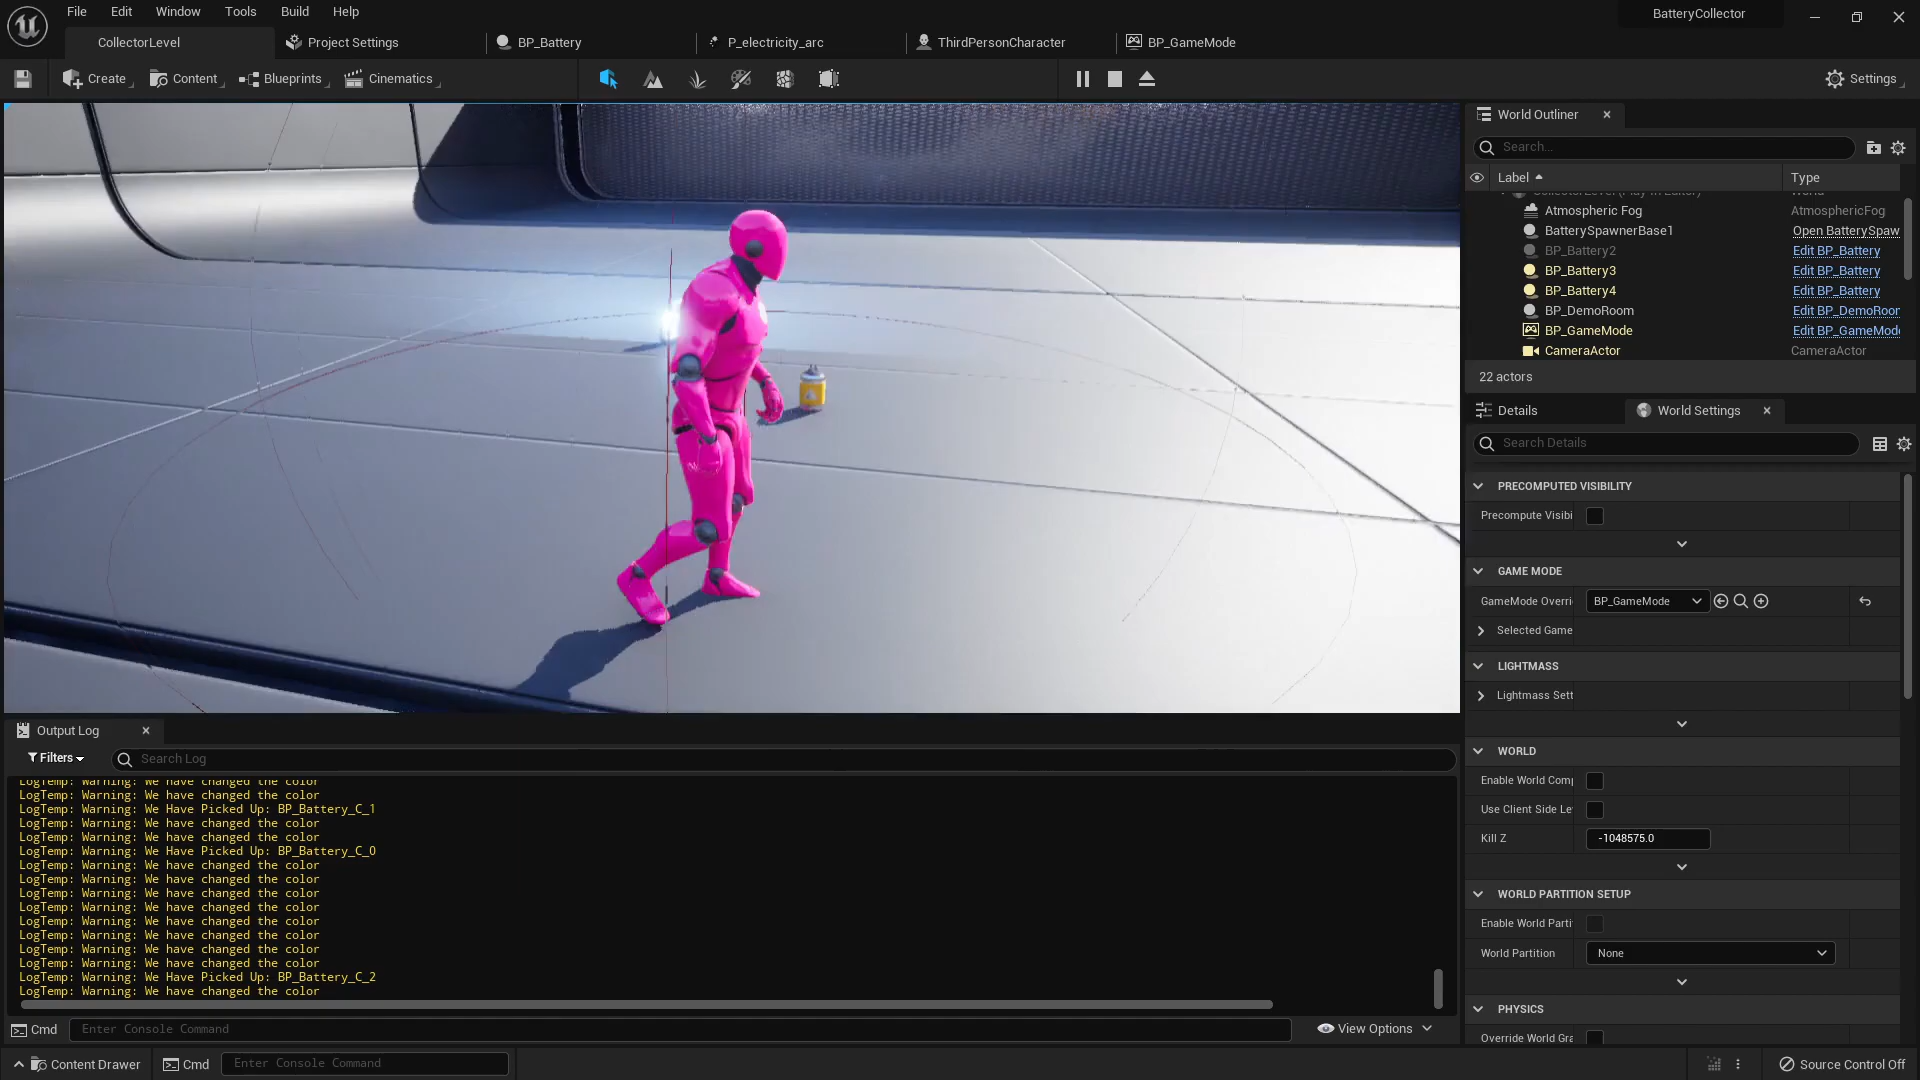 File Edit Window Tools Build Help
BatteryCollector
CollectorLevel
Project Settings
BP_Battery
P_electricity_arc
ThirdPersonCharacter
BP_GameMode
Create
Content
Blueprints
Cinematics
Settings
World Outliner
Search...
Label
Type
Atmospheric Fog AtmosphericFog
BatterySpawnerBase1 Open BatterySpaw
BP_Battery2 Edit BP_Battery
BP_Battery3 Edit BP_Battery
BP_Battery4 Edit BP_Battery
BP_DemoRoom Edit BP_DemoRoor
BP_GameMode Edit BP_GameMode
CameraActor CameraActor
22 actors
Details
World Settings
Search Details
PRECOMPUTED VISIBILITY
Precompute Visibi
GAME MODE
GameMode Overri BP_GameMode
Selected Game
LIGHTMASS
Lightmass Sett
WORLD
Enable World Comp
Use Client Side Le
Kill Z -1048575.0
WORLD PARTITION SETUP
Enable World Parti
World Partition None
PHYSICS
Override World Gra
Output Log
Filters
Search Log
LogTemp: Warning: We have changed the color
LogTemp: Warning: We have changed the color
LogTemp: Warning: We Have Picked Up: BP_Battery_C_1
LogTemp: Warning: We have changed the color
LogTemp: Warning: We have changed the color
LogTemp: Warning: We Have Picked Up: BP_Battery_C_0
LogTemp: Warning: We have changed the color
LogTemp: Warning: We have changed the color
LogTemp: Warning: We have changed the color
LogTemp: Warning: We have changed the color
LogTemp: Warning: We have changed the color
LogTemp: Warning: We have changed the color
LogTemp: Warning: We have changed the color
LogTemp: Warning: We have changed the color
LogTemp: Warning: We Have Picked Up: BP_Battery_C_2
LogTemp: Warning: We have changed the color
Cmd
Enter Console Command
View Options
Content Drawer
Cmd
Enter Console Command
Source Control Off